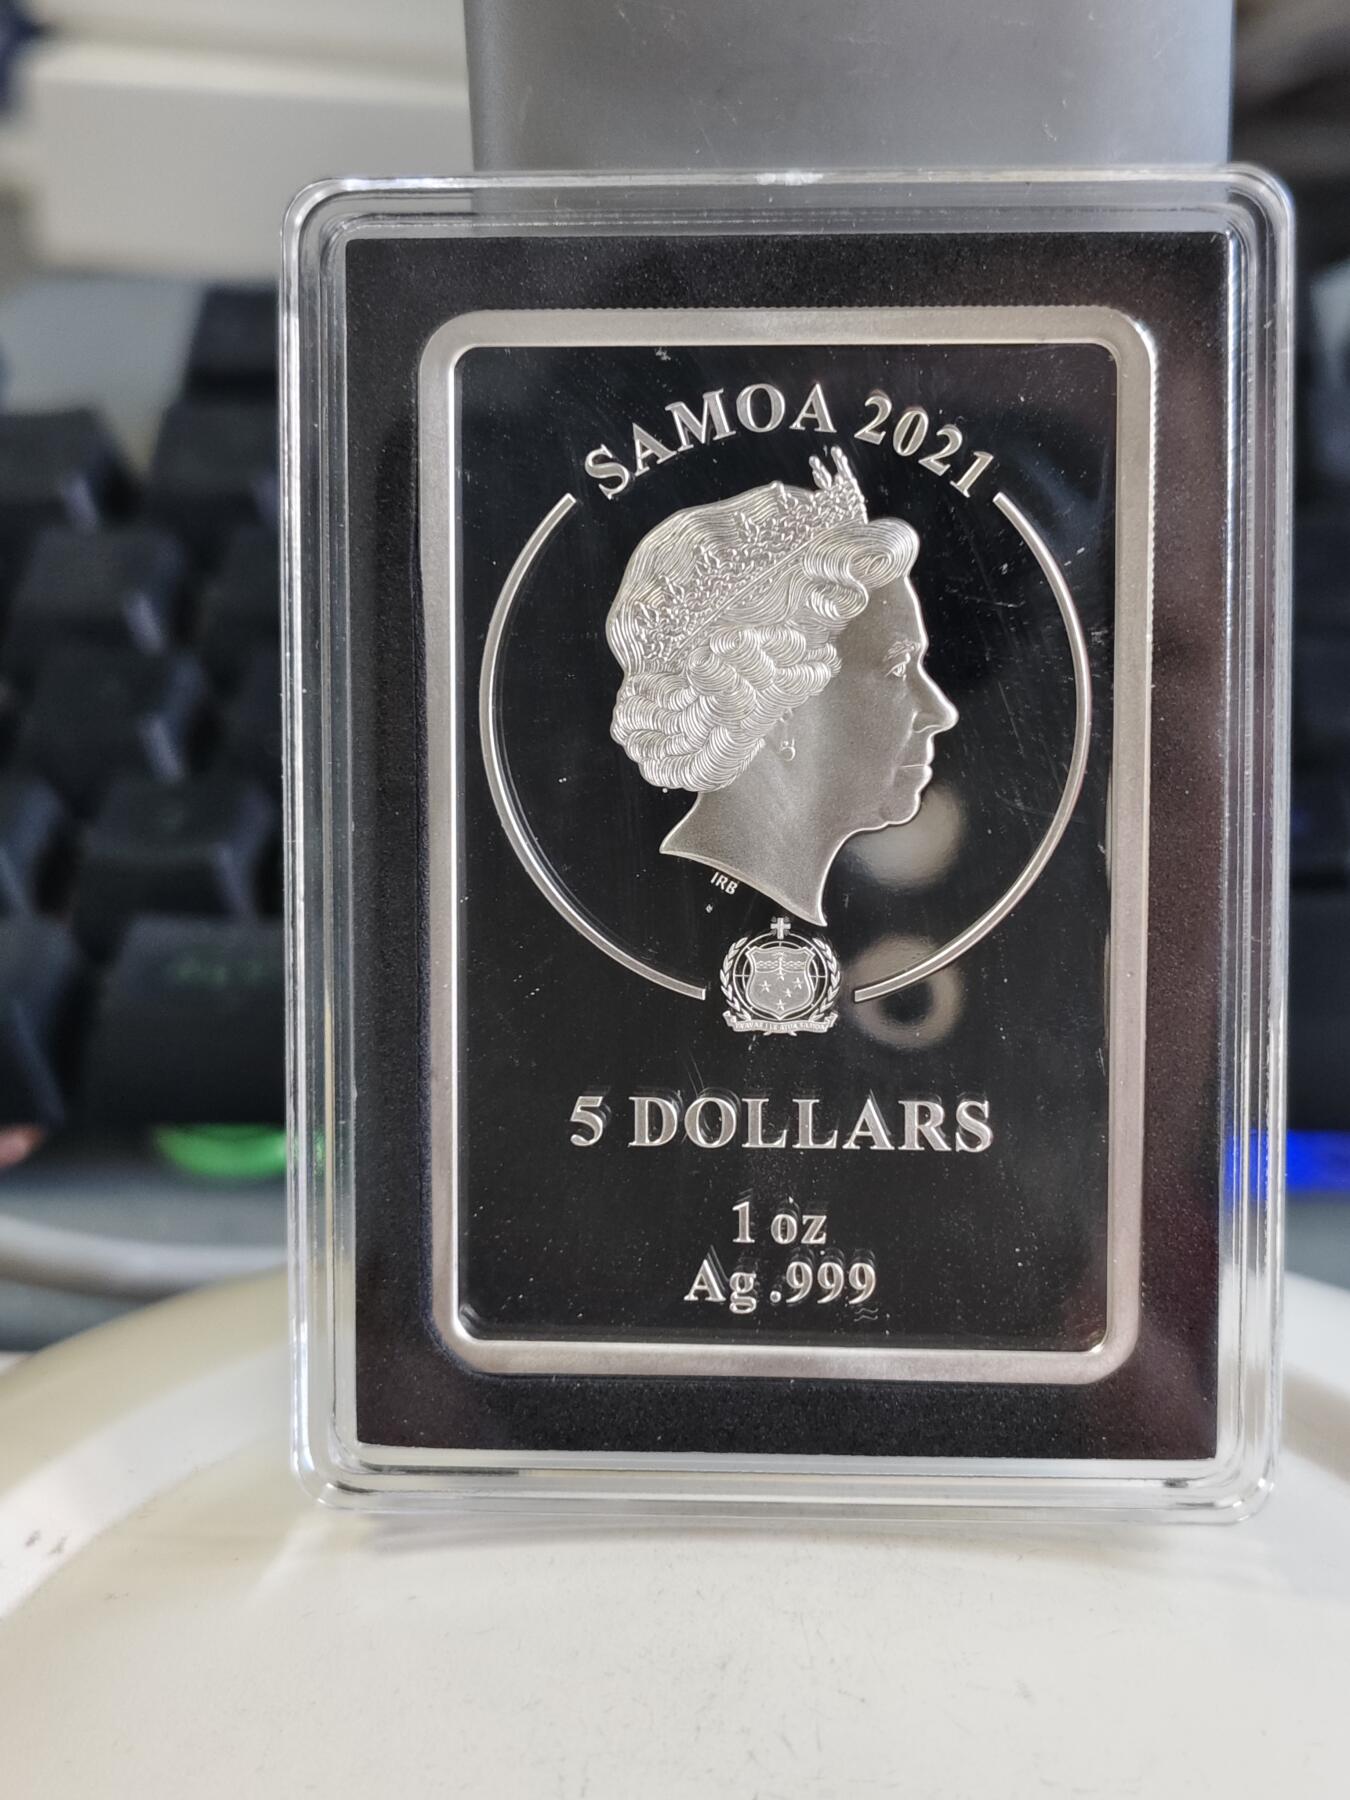 SAMOA 2021
IRB
5 DOLLARS
1 oz
Ag .999